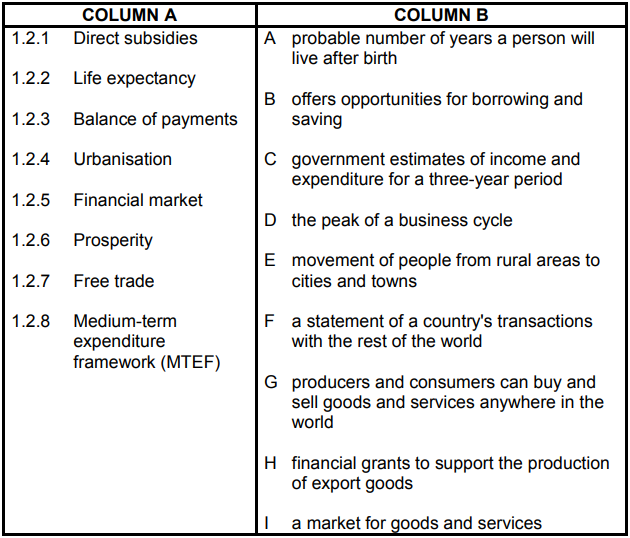 COLUMN A
COLUMN B
1.2.1 Direct subsidies
1.2.2 Life expectancy
1.2.3 Balance of payments
1.2.4 Urbanisation
1.2.5 Financial market
1.2.6 Prosperity
1.2.7 Free trade
1.2.8 Medium-term
expenditure
framework (MTEF)
A probable number of years a person will
live after birth
B offers opportunities for borrowing and
saving
C government estimates of income and
expenditure for a three-year period
D the peak of a business cycle
E movement of people from rural areas to
cities and towns
F a statement of a country's transactions
with the rest of the world
G producers and consumers can buy and
sell goods and services anywhere in the
world
H financial grants to support the production
of export goods
I a market for goods and services